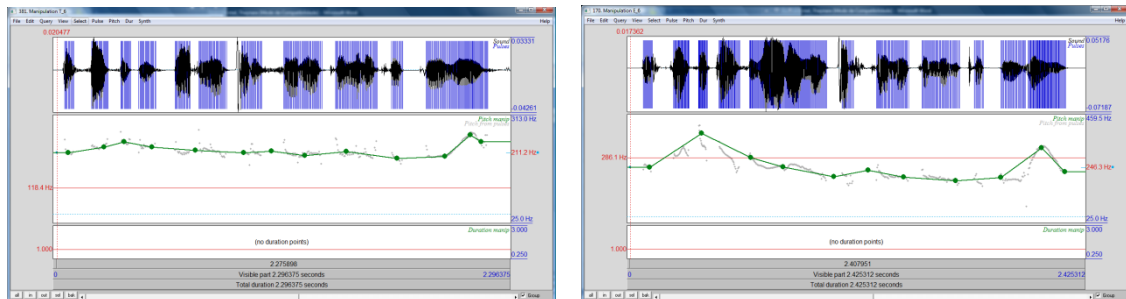 381. Manipulation T_6
File Edit Query View Select Pulse Pitch Dur Synth Help
0.020477
Sound
Pulses
0.03331
-0.04261
Pitch manip
Pitch from pulses
313.0 Hz
211.2 Hz
118.4 Hz
25.0 Hz
Duration manip
3.000
(no duration points)
1.000
0.250
2.275898
0 Visible part 2.296375 seconds 2.296375
Total duration 2.296375 seconds
all in out sel bak Group
170. Manipulation I_6
File Edit Query View Select Pulse Pitch Dur Synth Help
0.017362
Sound
Pulses
0.05176
-0.07187
Pitch manip
Pitch from pulses
459.5 Hz
286.1 Hz
246.3 Hz
25.0 Hz
Duration manip
3.000
(no duration points)
1.000
0.250
2.407951
0 Visible part 2.425312 seconds 2.425312
Total duration 2.425312 seconds
all in out sel bak Group